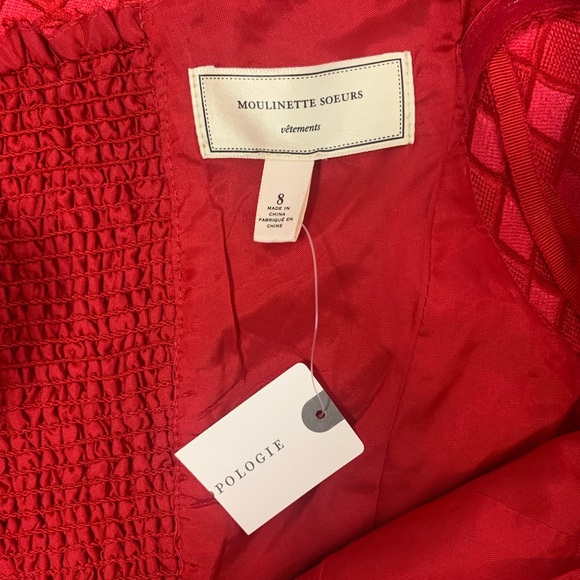 MOULINETTE SOEURS
vêtements
8
MADE IN
CHINA
FABRIQUÉ EN
CHINE
POLOGIE